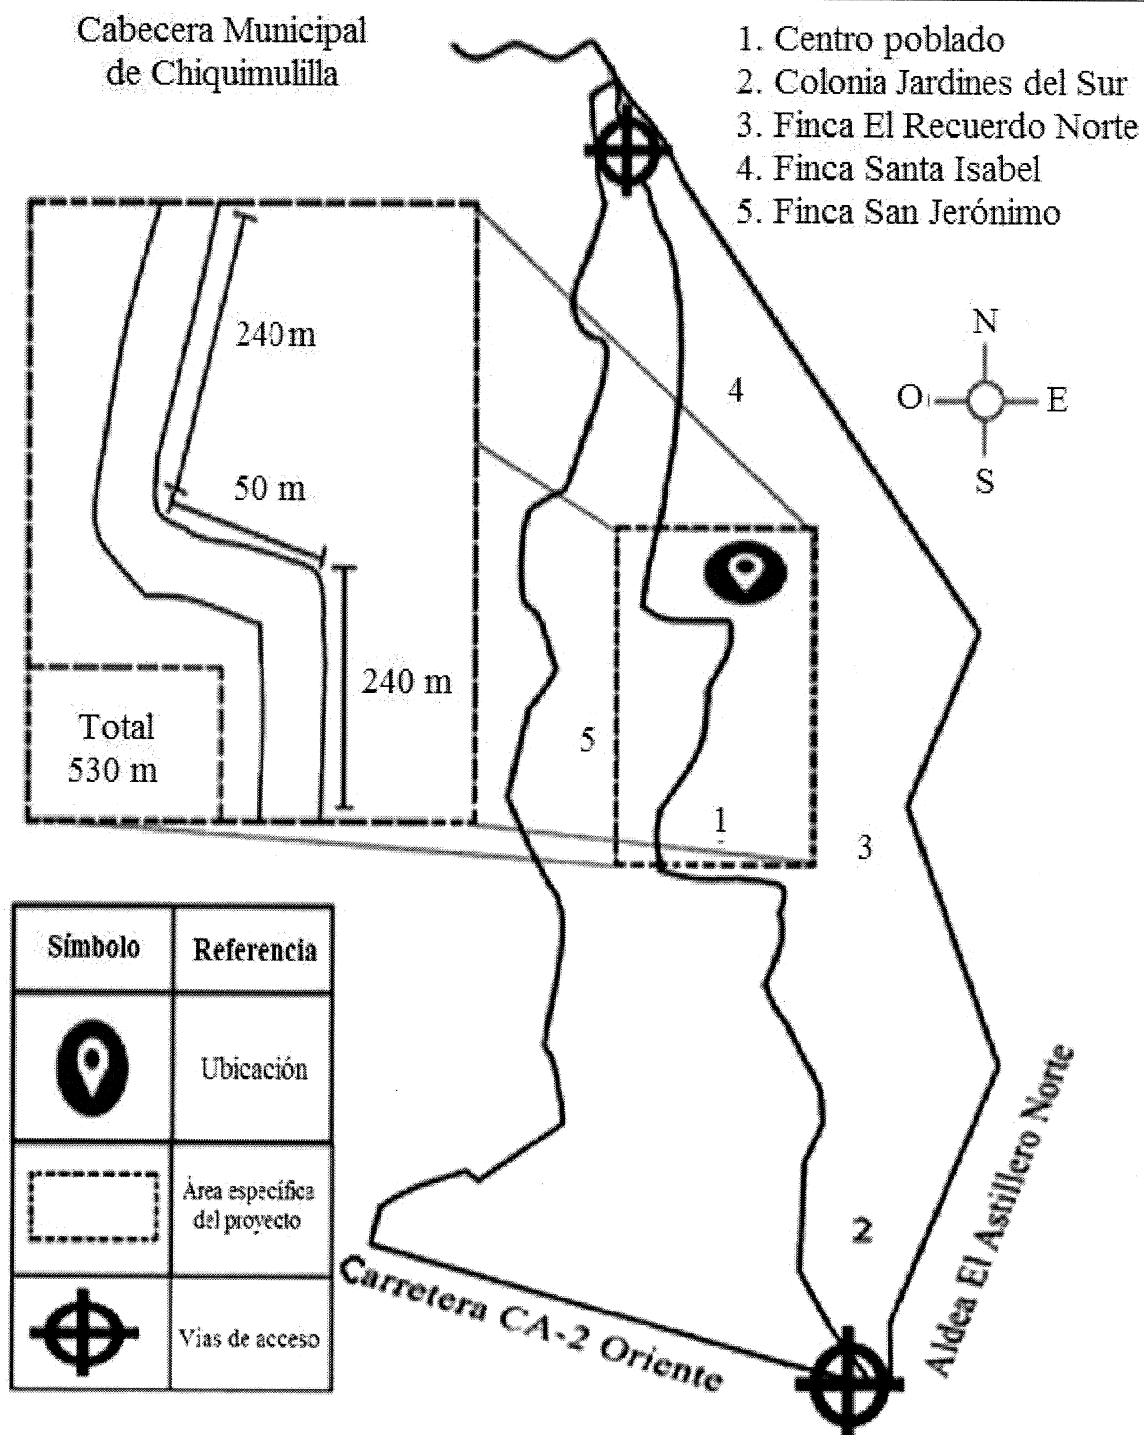 Cabecera Municipal
de Chiquimulilla
1. Centro poblado
2. Colonia Jardines del Sur
3. Finca El Recuerdo Norte
4. Finca Santa Isabel
5. Finca San Jerónimo
240 m
50 m
240 m
Total
530 m
N
O
E
S
4
5
1
3
2
Símbolo
Referencia
Ubicación
Área específica
del proyecto
Vías de acceso
Carretera CA-2 Oriente
Aldea El Astillero Norte